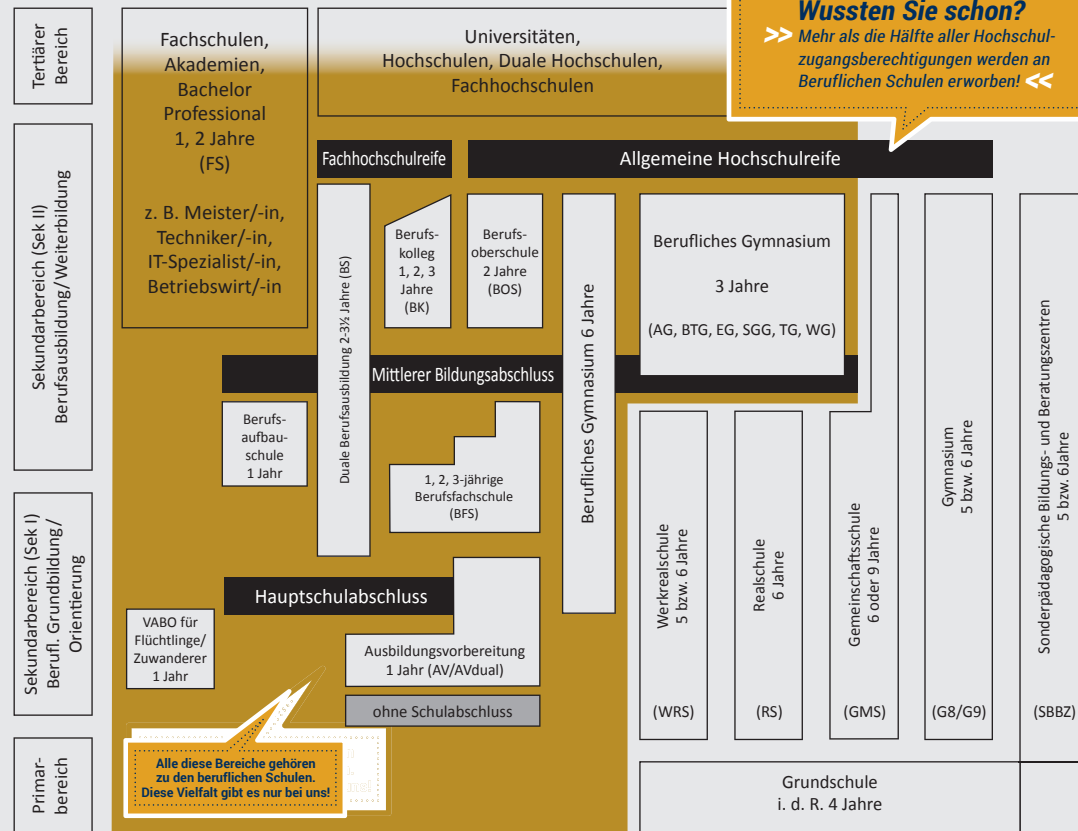 Tertiärer
Bereich
Fachschulen,
Akademien,
Bachelor
Professional
1, 2 Jahre
(FS)
z. B. Meister/-in,
Techniker/-in,
IT-Spezialist/-in,
Betriebswirt/-in
Universitäten,
Hochschulen, Duale Hochschulen,
Fachhochschulen
Wussten Sie schon?
>> Mehr als die Hälfte aller Hochschul-
zugangsberechtigungen werden an
Beruflichen Schulen erworben! <<
Sekundarbereich (Sek II)
Berufsausbildung/Weiterbildung
Fachhochschulreife
Allgemeine Hochschulreife
Duale Berufsausbildung 2-3½ Jahre (BS)
Berufs-
kolleg
1, 2, 3
Jahre
(BK)
Berufs-
oberschule
2 Jahre
(BOS)
Berufliches Gymnasium 6 Jahre
Berufliches Gymnasium
3 Jahre
(AG, BTG, EG, SGG, TG, WG)
Mittlerer Bildungsabschluss
Berufs-
aufbau-
schule
1 Jahr
1, 2, 3-jährige
Berufsfachschule
(BFS)
Sekundarbereich (Sek I)
Berufl. Grundbildung/
Orientierung
Hauptschulabschluss
VABO für
Flüchtlinge/
Zuwanderer
1 Jahr
Ausbildungsvorbereitung
1 Jahr (AV/AVdual)
ohne Schulabschluss
Werkrealschule
5 bzw. 6 Jahre
(WRS)
Realschule
6 Jahre
(RS)
Gemeinschaftsschule
6 oder 9 Jahre
(GMS)
Gymnasium
5 bzw. 6 Jahre
(G8/G9)
Sonderpädagogische Bildungs- und Beratungszentren
5 bzw. 6Jahre
(SBBZ)
Primar-
bereich
Alle diese Bereiche gehören
zu den beruflichen Schulen.
Diese Vielfalt gibt es nur bei uns!
Grundschule
i. d. R. 4 Jahre